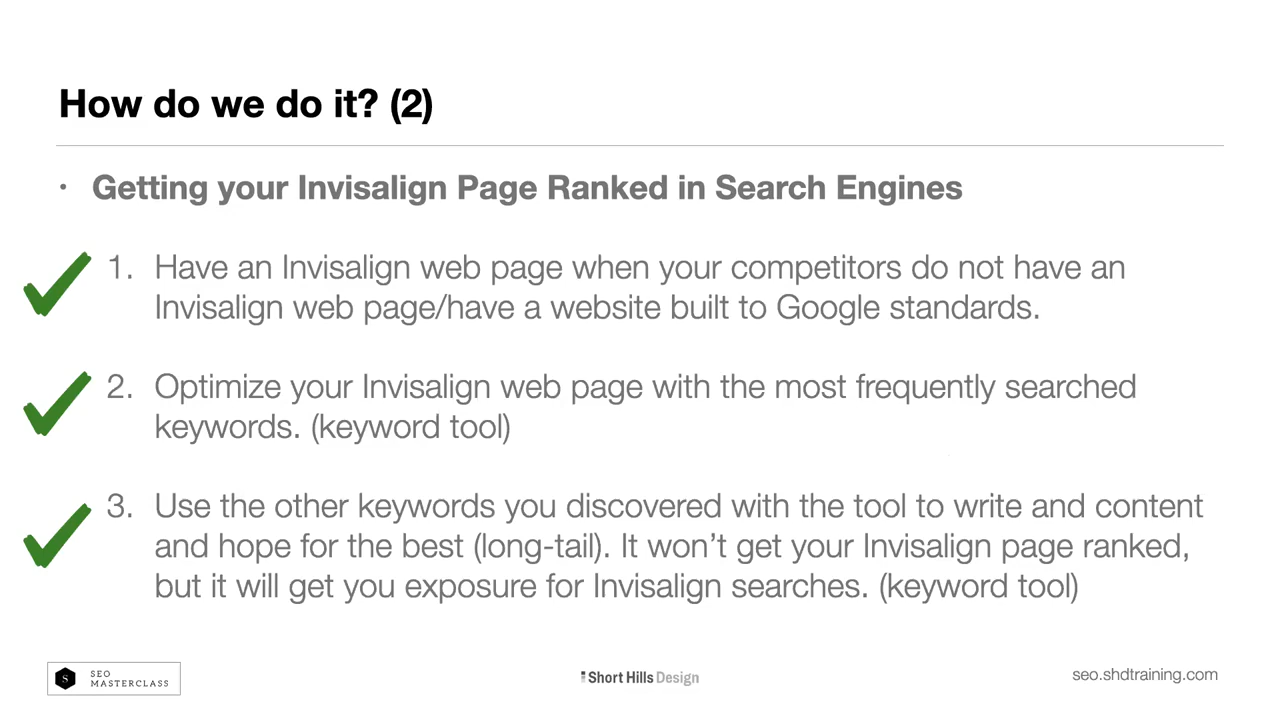 How do we do it? (2)
• Getting your Invisalign Page Ranked in Search Engines
1. Have an Invisalign web page when your competitors do not have an
Invisalign web page/have a website built to Google standards.
2. Optimize your Invisalign web page with the most frequently searched
keywords. (keyword tool)
3. Use the other keywords you discovered with the tool to write and content
and hope for the best (long-tail). It won’t get your Invisalign page ranked,
but it will get you exposure for Invisalign searches. (keyword tool)
S
SEO
MASTERCLASS
Short Hills Design
seo.shdtraining.com